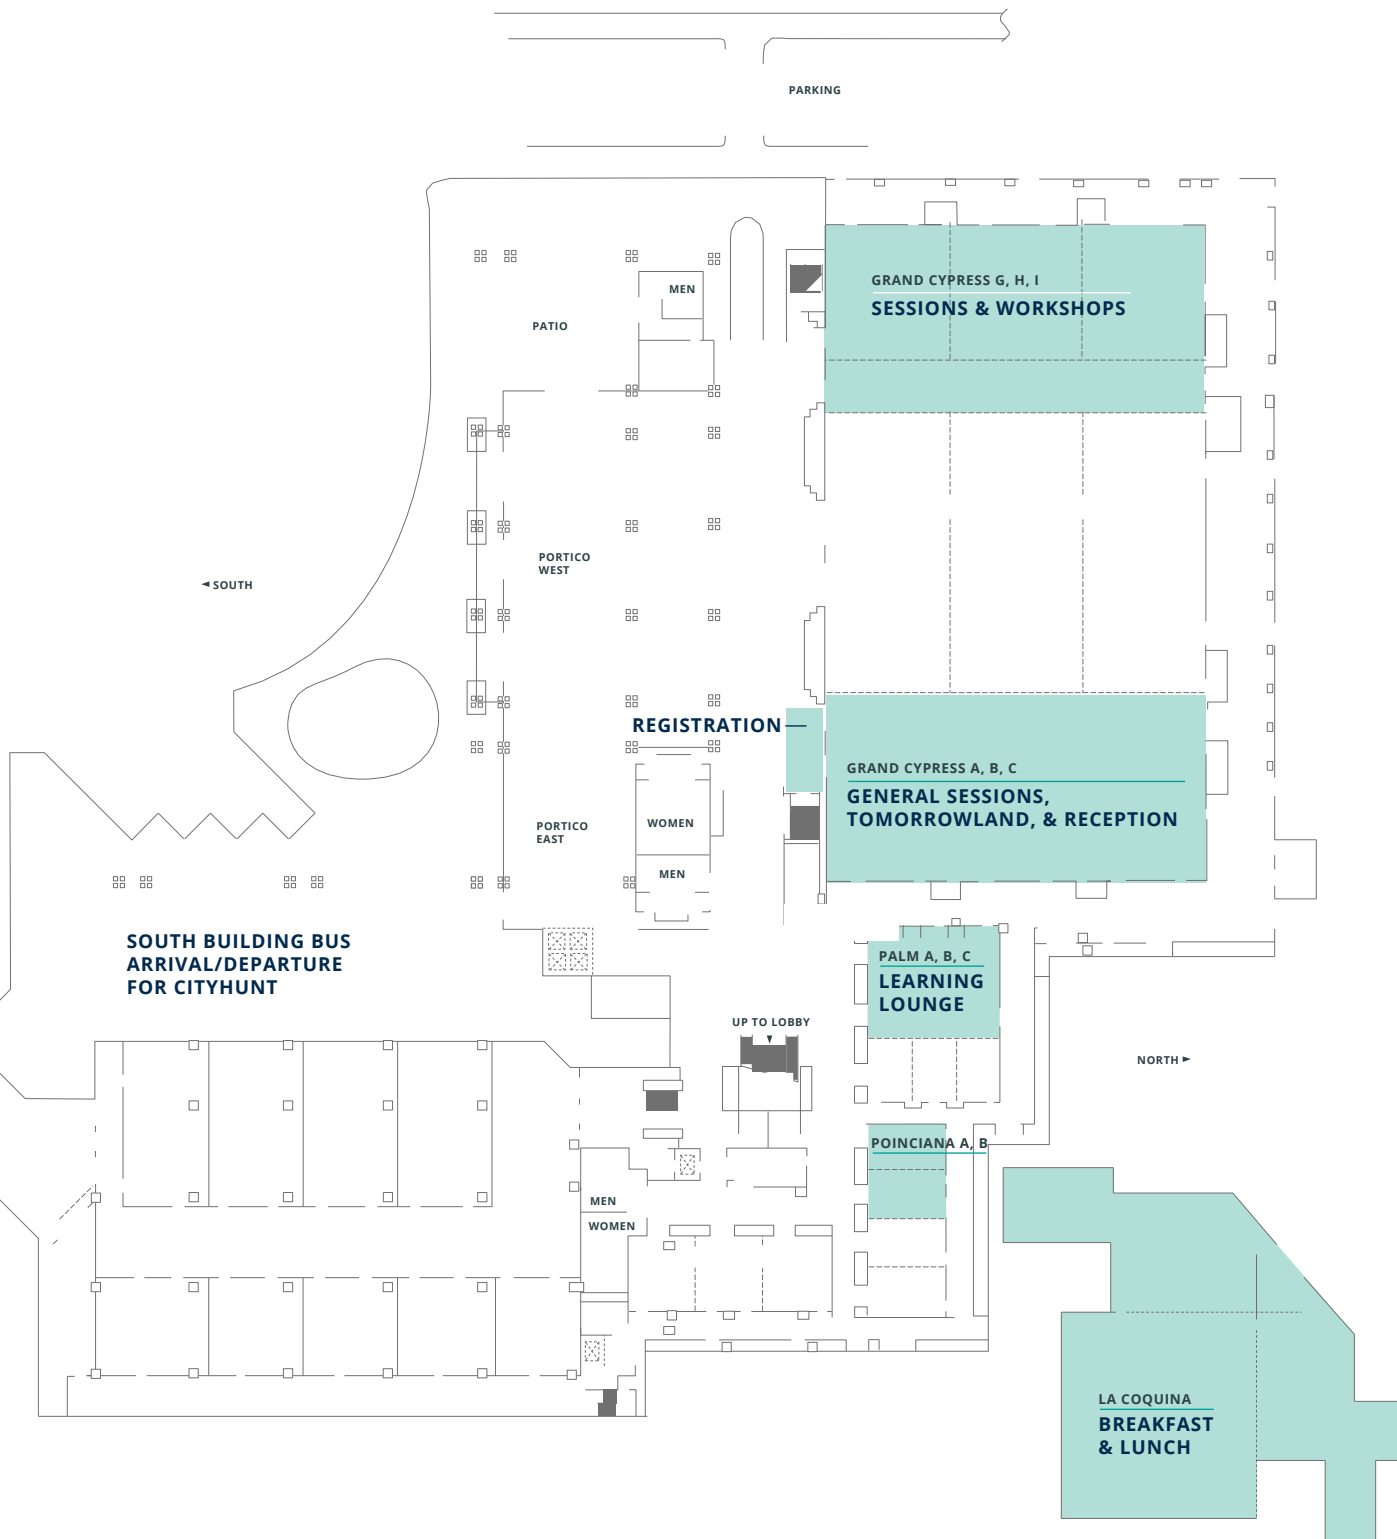 PARKING
GRAND CYPRESS G, H, I
SESSIONS & WORKSHOPS
MEN
PATIO
PORTICO
WEST
◄ SOUTH
REGISTRATION
GRAND CYPRESS A, B, C
GENERAL SESSIONS,
TOMORROWLAND, & RECEPTION
PORTICO
EAST
WOMEN
MEN
SOUTH BUILDING BUS
ARRIVAL/DEPARTURE
FOR CITYHUNT
PALM A, B, C
LEARNING
LOUNGE
UP TO LOBBY
NORTH ►
POINCIANA A, B
MEN
WOMEN
LA COQUINA
BREAKFAST
& LUNCH